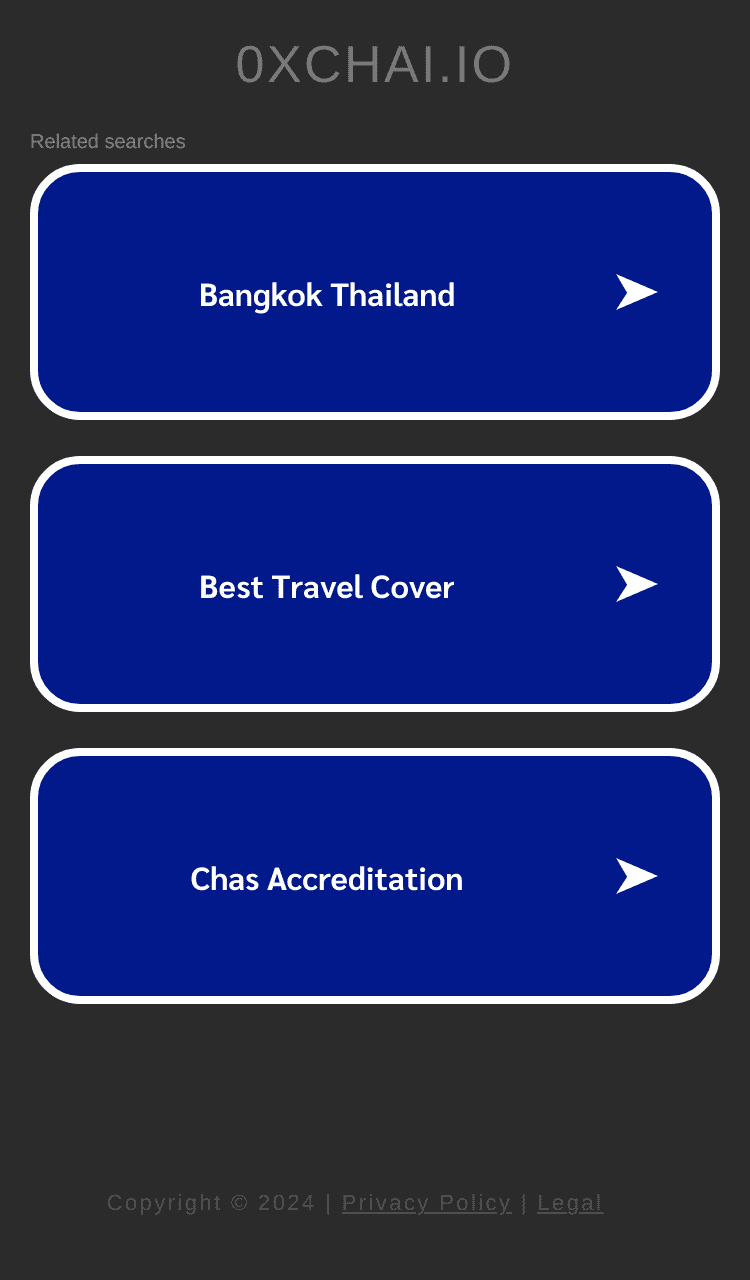 0XCHAI.IO
Related searches
Bangkok Thailand
Best Travel Cover
Chas Accreditation
Copyright © 2024 | Privacy Policy | Legal